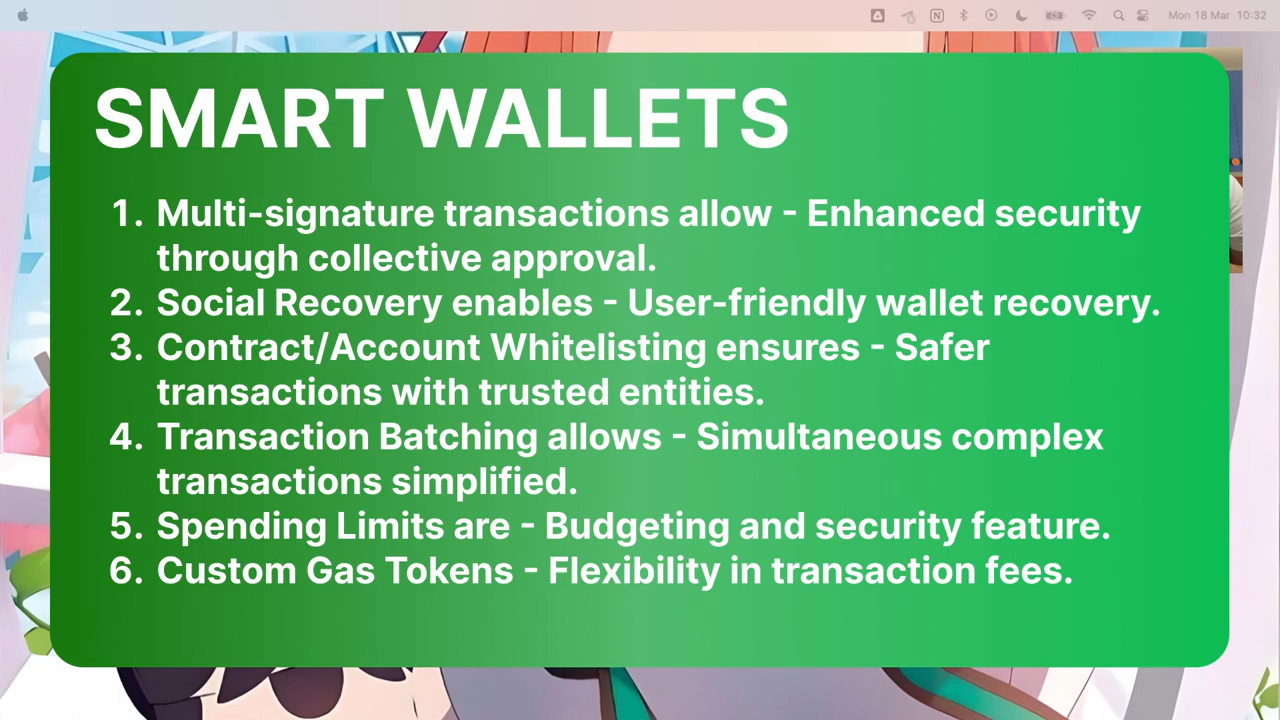 Mon 18 Mar 10:32
SMART WALLETS
1. Multi-signature transactions allow - Enhanced security
through collective approval.
2. Social Recovery enables - User-friendly wallet recovery.
3. Contract/Account Whitelisting ensures - Safer
transactions with trusted entities.
4. Transaction Batching allows - Simultaneous complex
transactions simplified.
5. Spending Limits are - Budgeting and security feature.
6. Custom Gas Tokens - Flexibility in transaction fees.